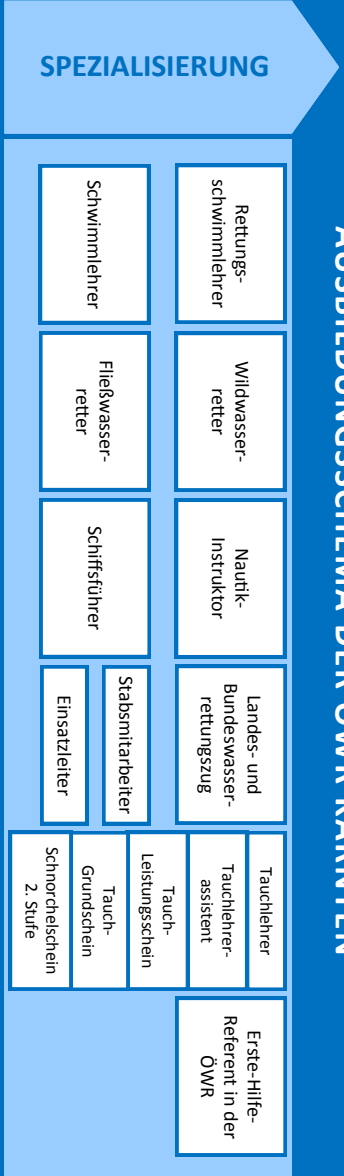 AUSBILDUNGSSCHEMA DER ÖWR KÄRNTEN
SPEZIALISIERUNG
Rettungs-
schwimmlehrer
Wildwasser-
retter
Nautik-
Instruktor
Landes- und
Bundeswasser-
rettungszug
Tauchlehrer
Tauchlehrer-
assistent
Tauch-
Leistungsschein
Tauch-
Grundschein
Schnorchelschein
2. Stufe
Erste-Hilfe-
Referent in der
ÖWR
Schwimmlehrer
Fließwasser-
retter
Schiffsführer
Stabsmitarbeiter
Einsatzleiter